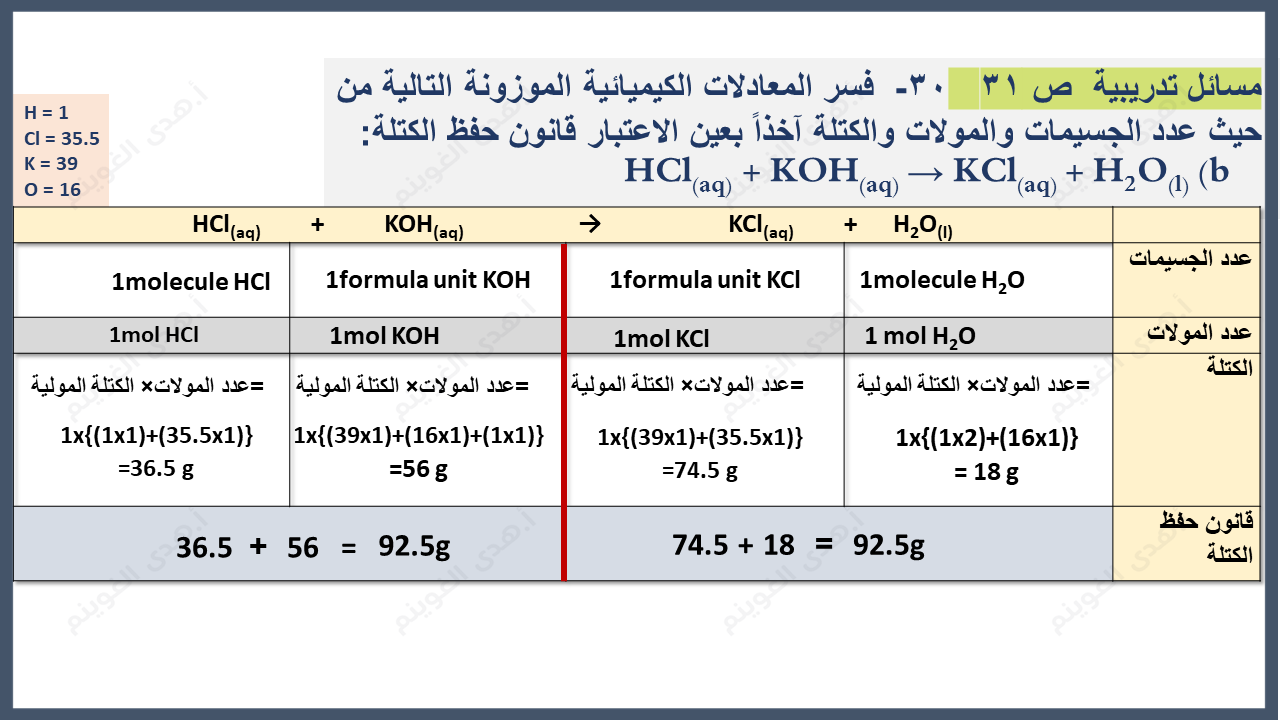 مسائل تدريبية ص ٣١ ٣٠- فسر المعادلات الكيميائية الموزونة التالية من
حيث عدد الجسيمات والمولات والكتلة آخذاً بعين الاعتبار قانون حفظ الكتلة:
HCl(aq) + KOH(aq) → KCl(aq) + H2O(l) (b
H = 1
Cl = 35.5
K = 39
O = 16
HCl(aq) + KOH(aq) → KCl(aq) + H2O(l)
عدد الجسيمات
1molecule HCl 1formula unit KOH 1formula unit KCl 1molecule H2O
عدد المولات
1mol HCl 1mol KOH 1mol KCl 1 mol H2O
الكتلة
=عدد المولات× الكتلة المولية
1x{(1x1)+(35.5x1)}
=36.5 g
=عدد المولات× الكتلة المولية
1x{(39x1)+(16x1)+(1x1)}
=56 g
=عدد المولات× الكتلة المولية
1x{(39x1)+(35.5x1)}
=74.5 g
=عدد المولات× الكتلة المولية
1x{(1x2)+(16x1)}
= 18 g
قانون حفظ
الكتلة
36.5 + 56 = 92.5g
74.5 + 18 = 92.5g
أ.هدى الغوينم